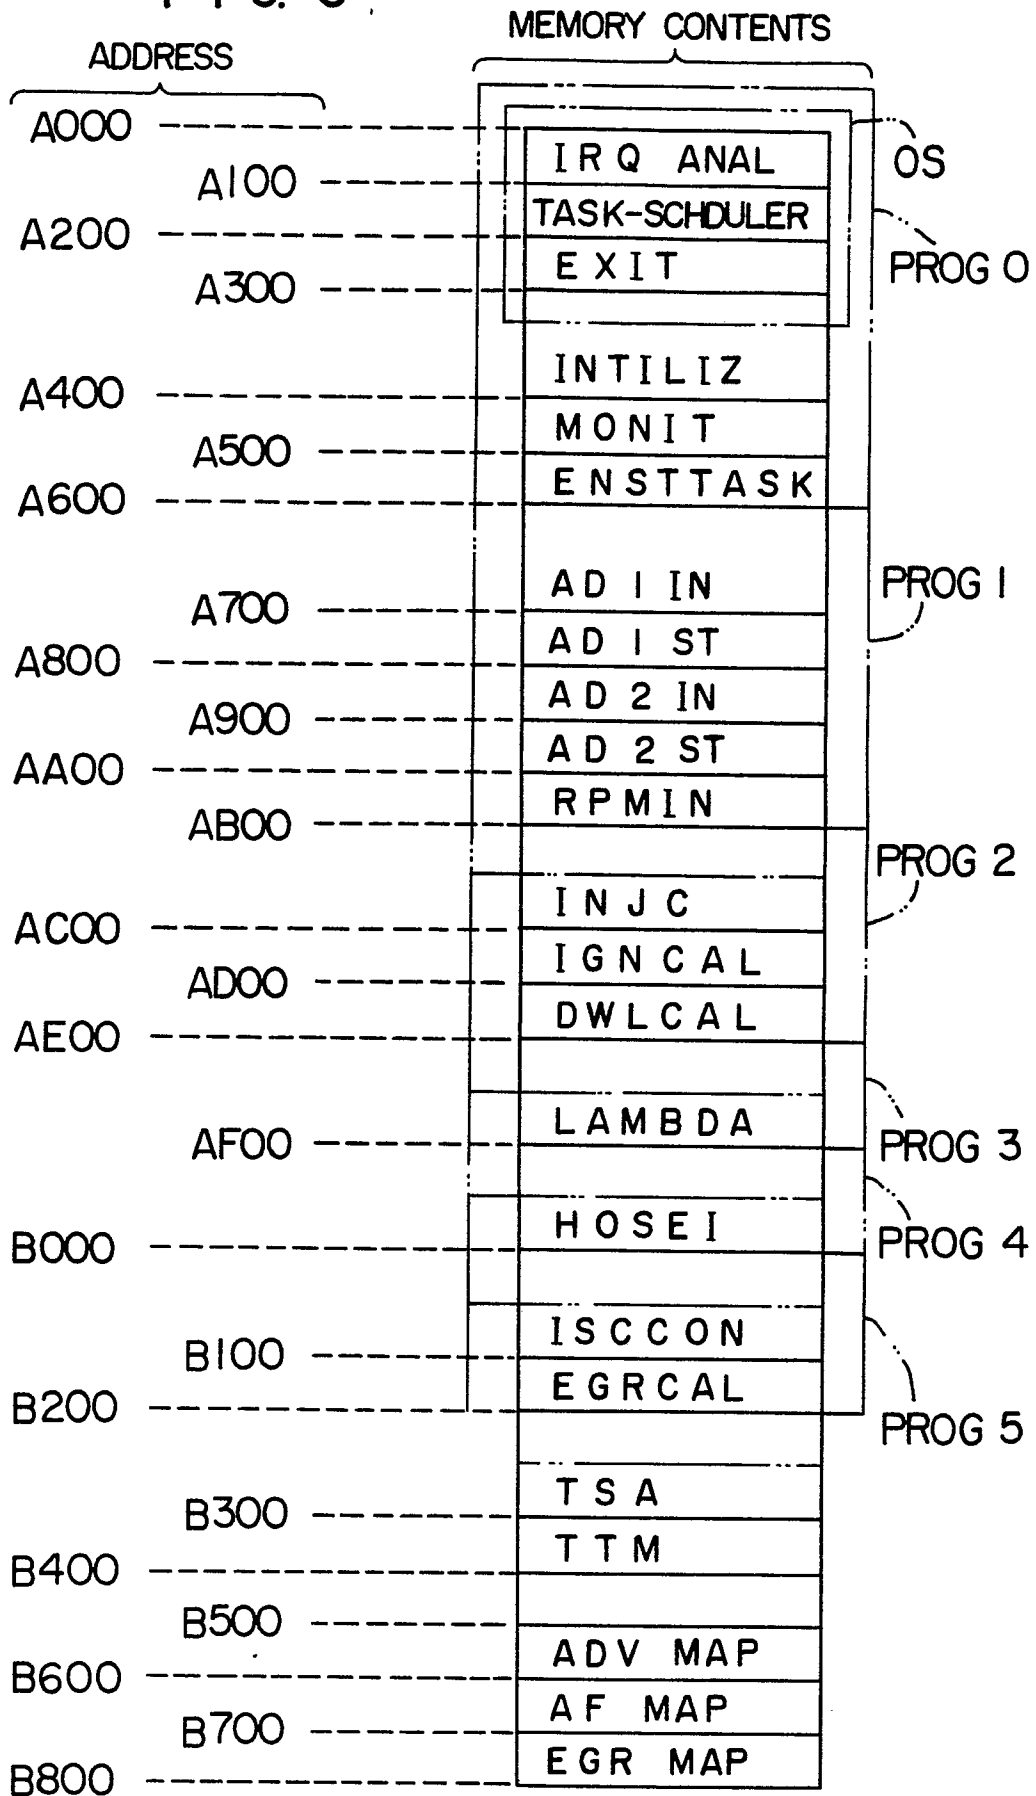 MEMORY CONTENTS
ADDRESS
A000
IRQ ANAL
OS
A100
TASK-SCHDULER
A200
EXIT
PROG 0
A300
INTILIZ
A400
MONIT
A500
ENSTTASK
A600
AD 1 IN
PROG 1
A700
AD 1 ST
A800
AD 2 IN
A900
AD 2 ST
AA00
RPMIN
AB00
PROG 2
INJC
AC00
IGNCAL
AD00
DWLCAL
AE00
LAMBDA
AF00
PROG 3
HOSEI
B000
PROG 4
ISCCON
B100
EGRCAL
B200
PROG 5
TSA
B300
TTM
B400
B500
ADV MAP
B600
AF MAP
B700
EGR MAP
B800